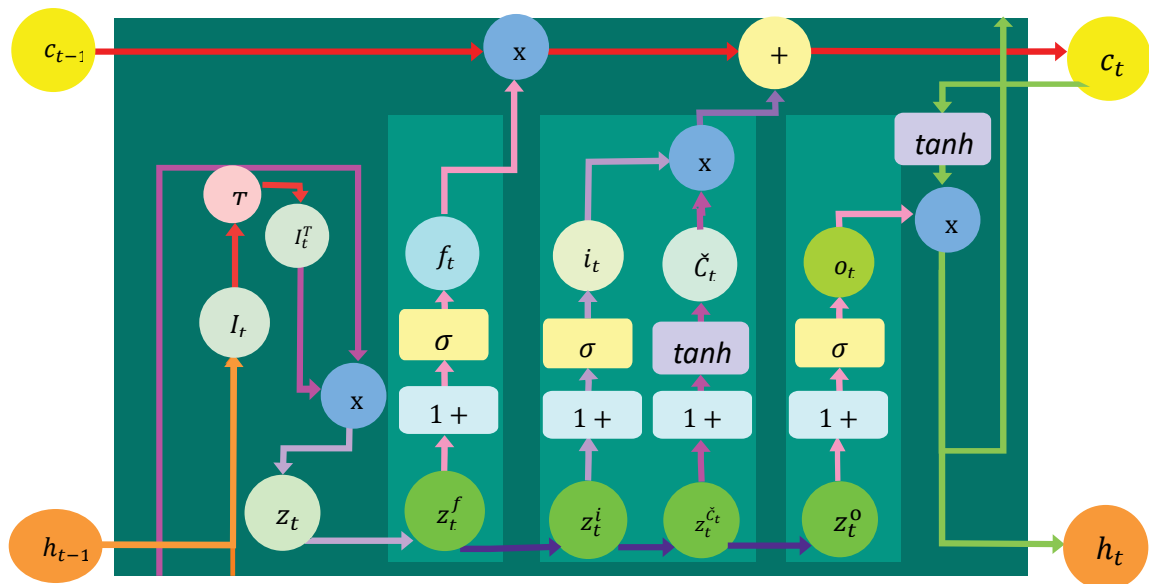 c_{t-1}
x
+
c_t
tanh
x
x
I_t^T
f_t
i_t
Č_t
o_t
I_t
σ
σ
tanh
σ
x
1 +
1 +
1 +
1 +
z_t
z_t^f
z_t^i
z_t^{Č_t}
z_t^o
h_{t-1}
h_t